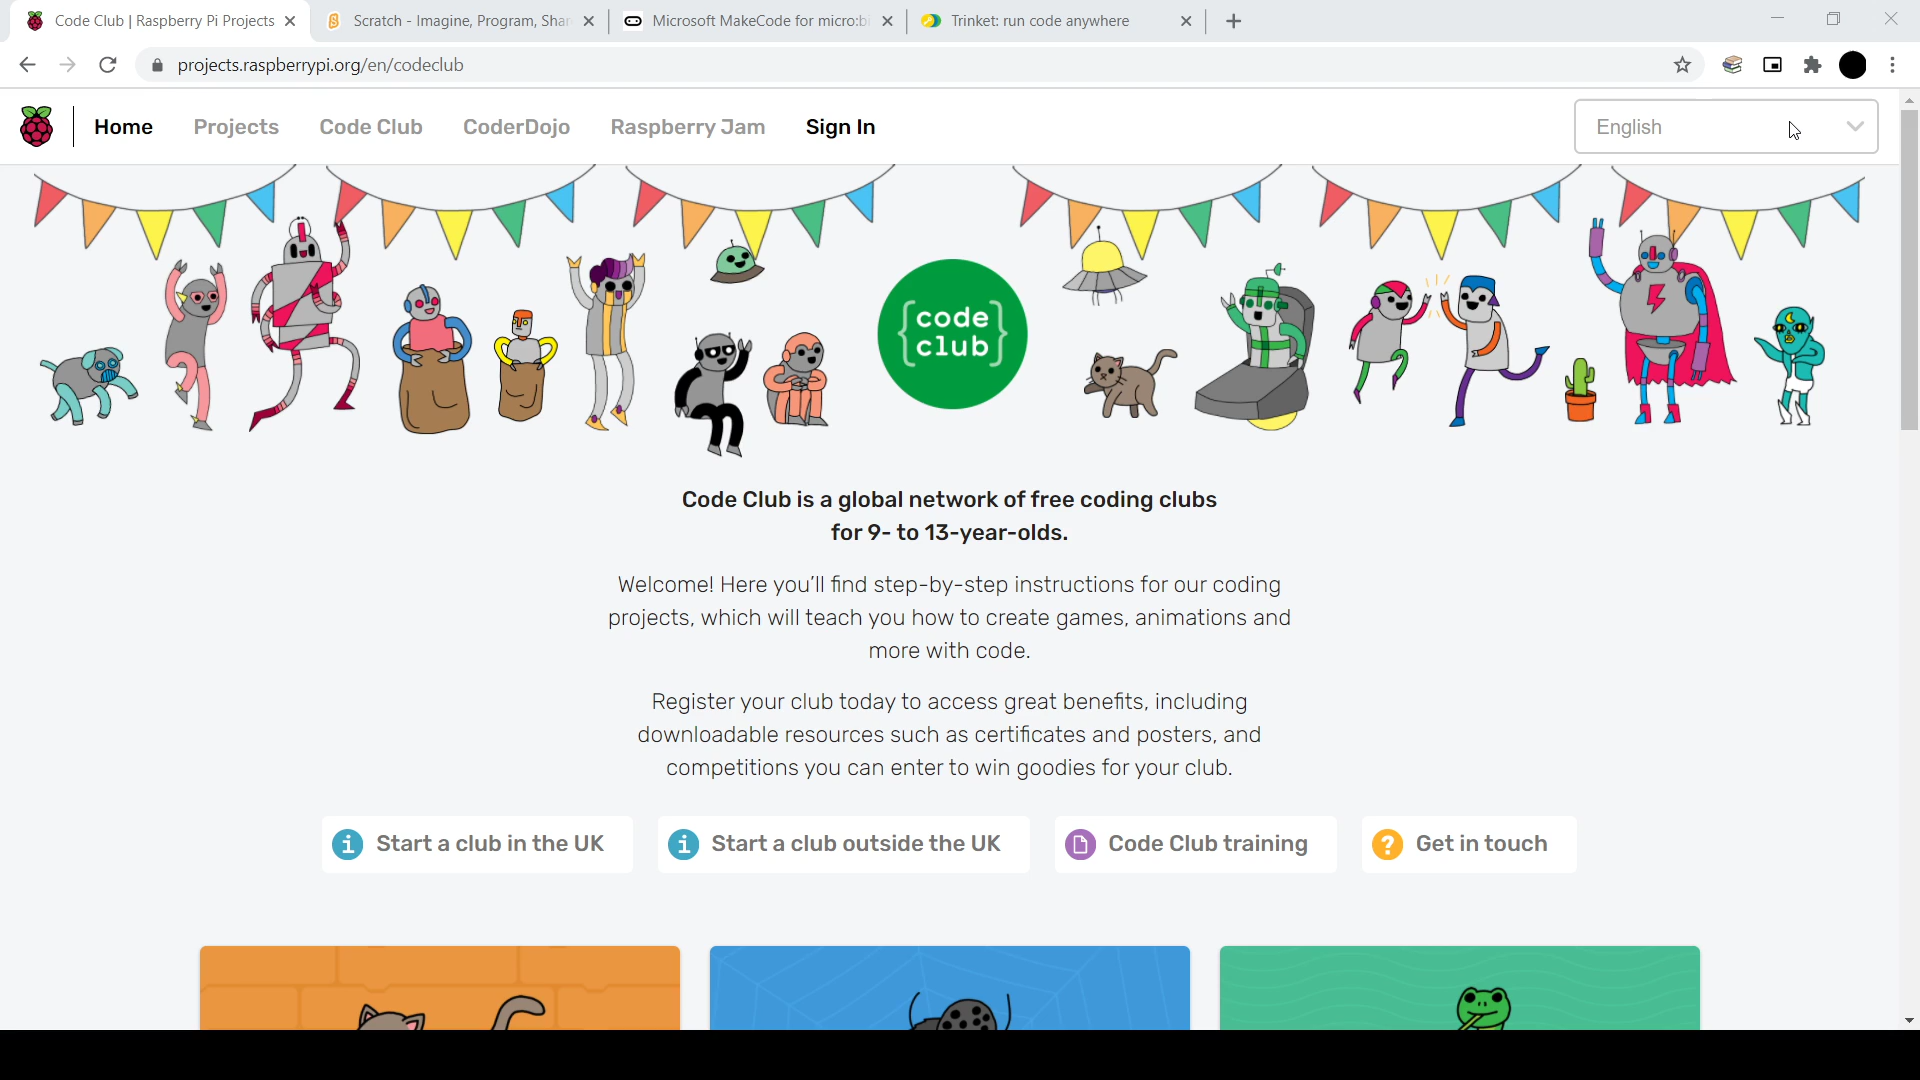 Code Club | Raspberry Pi Projects
Scratch - Imagine, Program, Shar
Microsoft MakeCode for micro:bi
Trinket: run code anywhere
projects.raspberrypi.org/en/codeclub
Home Projects Code Club CoderDojo Raspberry Jam Sign In English
{code
club}
Code Club is a global network of free coding clubs
for 9- to 13-year-olds.
Welcome! Here you'll find step-by-step instructions for our coding
projects, which will teach you how to create games, animations and
more with code.
Register your club today to access great benefits, including
downloadable resources such as certificates and posters, and
competitions you can enter to win goodies for your club.
Start a club in the UK
Start a club outside the UK
Code Club training
Get in touch